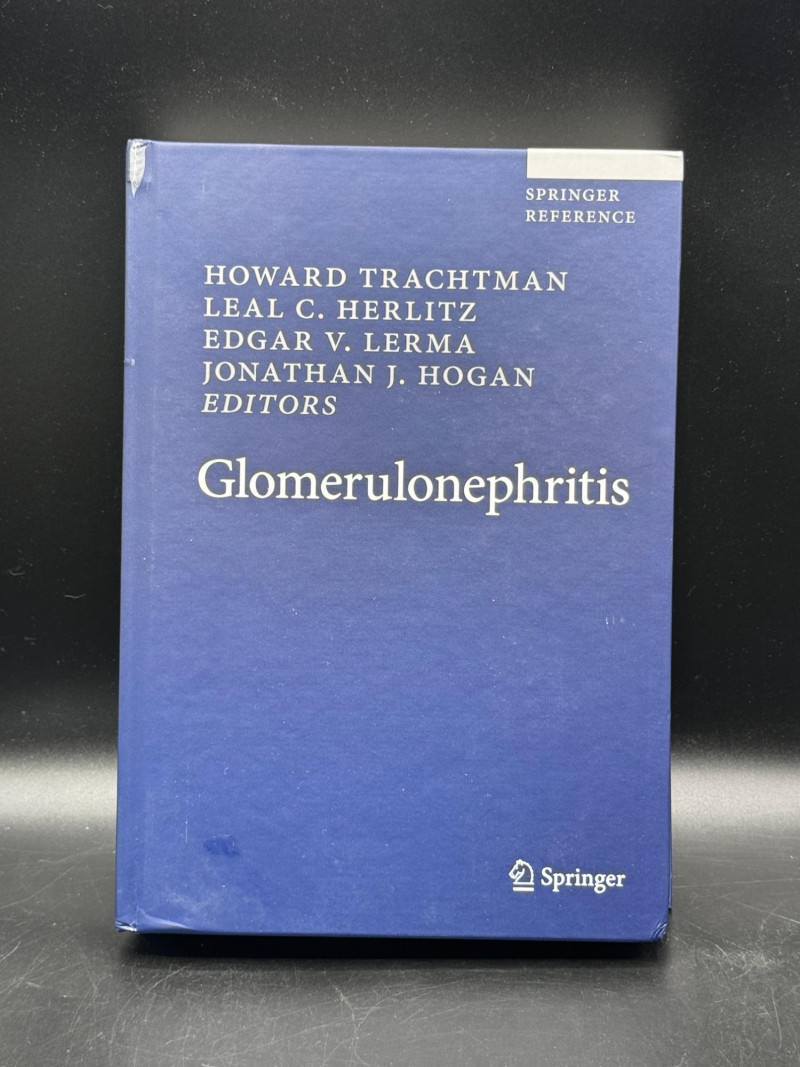 SPRINGER
REFERENCE
HOWARD TRACHTMAN
LEAL C. HERLITZ
EDGAR V. LERMA
JONATHAN J. HOGAN
EDITORS
Glomerulonephritis
Springer